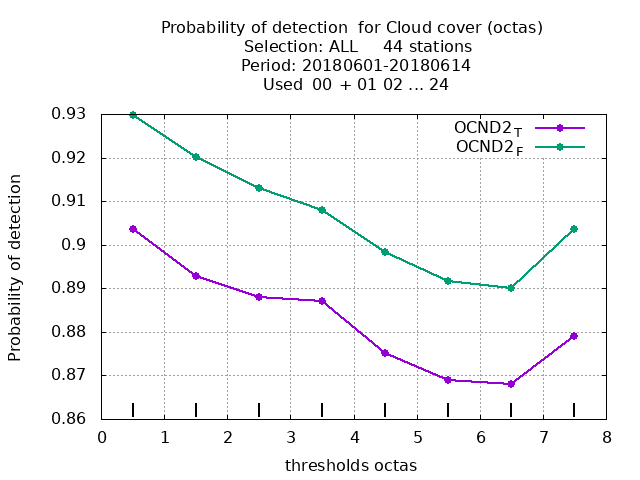 Probability of detection  for Cloud cover (octas)
Selection: ALL     44 stations
Period: 20180601-20180614
Used  00  + 01 02 ... 24
OCND2T
OCND2F
0.93
0.92
0.91
0.9
0.89
0.88
0.87
0.86
Probability of detection
0 1 2 3 4 5 6 7 8
thresholds octas